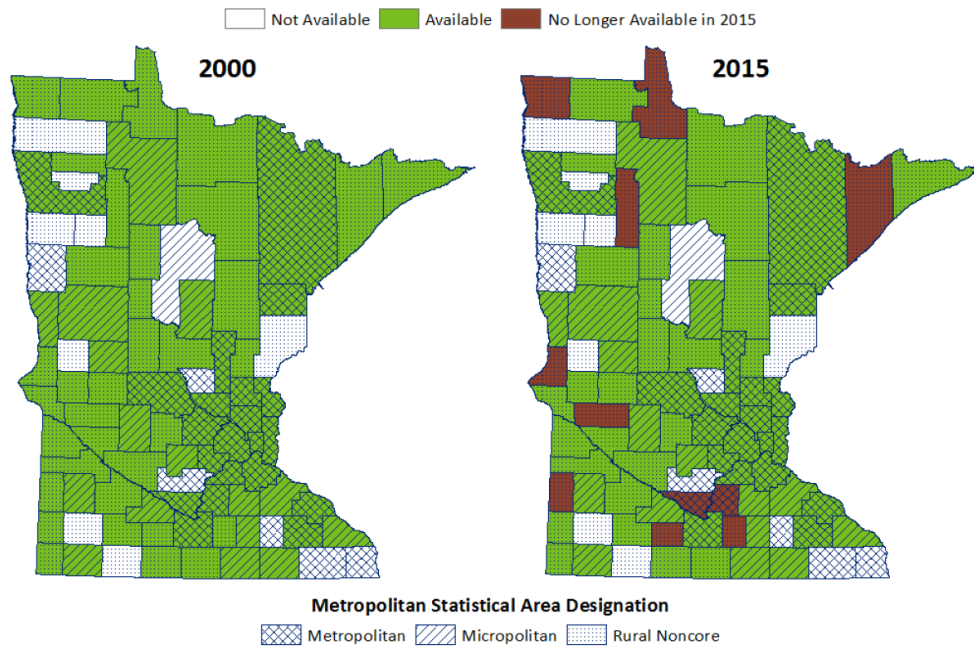 Not Available Available No Longer Available in 2015
2000 2015
Metropolitan Statistical Area Designation
Metropolitan Micropolitan Rural Noncore